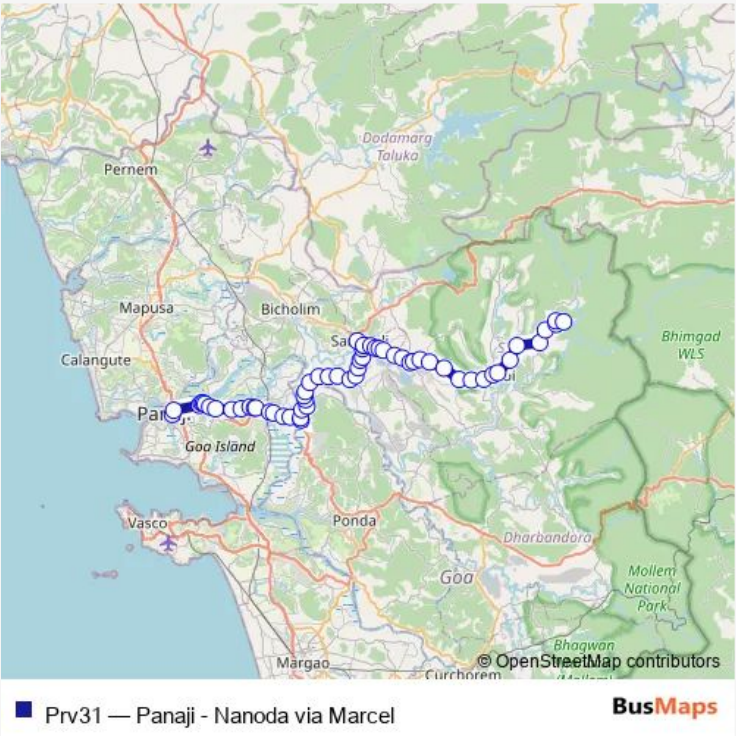 Dodamarg
Taluka
Pernem
Mapusa
Bicholim
Bhimgad
WLS
Calangute
Goa Island
Vasco
Ponda
Dharbandora
Goa
Mollem
National
Park
Bhagwan
Margao
© OpenStreetMap contributors
Curchorem
Prv31 — Panaji - Nanoda via Marcel
BusMaps